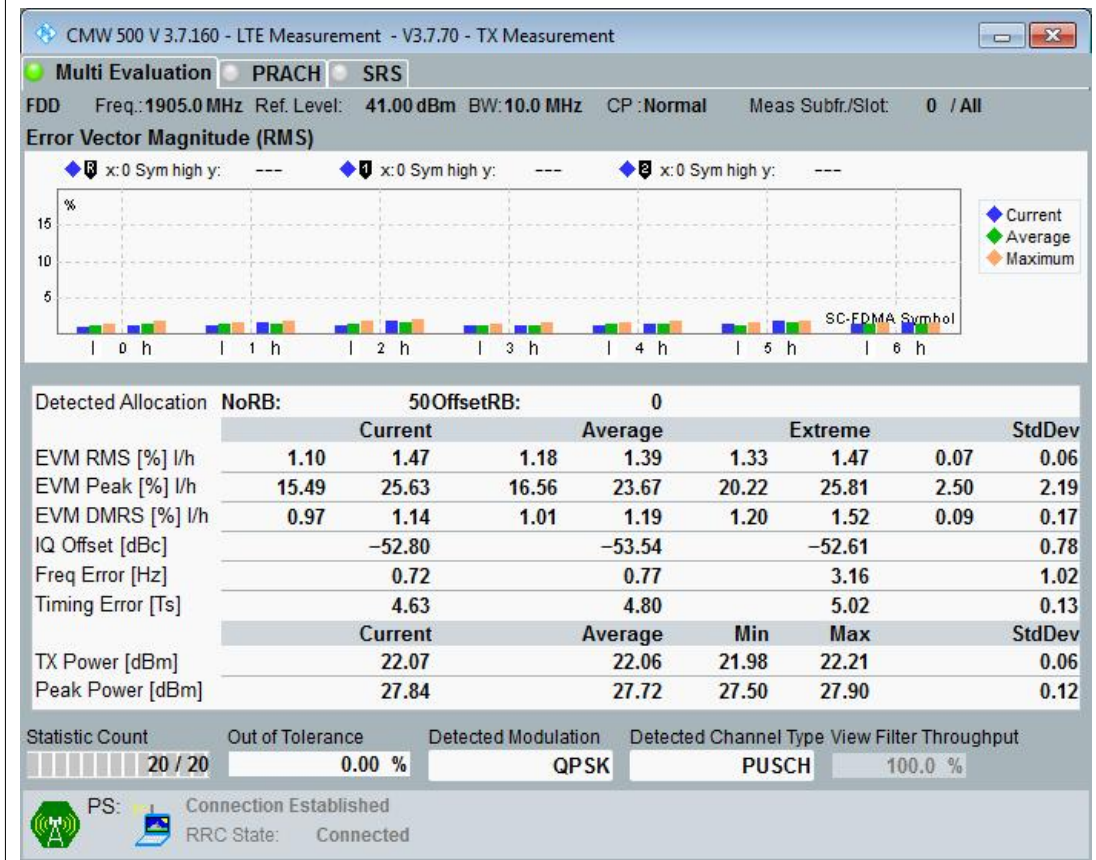 CMW 500 V 3.7.160 - LTE Measurement - V3.7.70 - TX Measurement
Multi Evaluation PRACH SRS
FDD Freq.: 1905.0 MHz Ref. Level: 41.00 dBm BW: 10.0 MHz CP : Normal Meas Subfr./Slot: 0 / All
Error Vector Magnitude (RMS)
R x: 0 Sym high y: --- 1 x: 0 Sym high y: --- 2 x: 0 Sym high y: ---
%
15
10
5
Current
Average
Maximum
SC-FDMA Symbol
l 0 h l 1 h l 2 h l 3 h l 4 h l 5 h l 6 h
Detected Allocation NoRB: 50 OffsetRB: 0
Current Average Extreme StdDev
EVM RMS [%] l/h 1.10 1.47 1.18 1.39 1.33 1.47 0.07 0.06
EVM Peak [%] l/h 15.49 25.63 16.56 23.67 20.22 25.81 2.50 2.19
EVM DMRS [%] l/h 0.97 1.14 1.01 1.19 1.20 1.52 0.09 0.17
IQ Offset [dBc] −52.80 −53.54 −52.61 0.78
Freq Error [Hz] 0.72 0.77 3.16 1.02
Timing Error [Ts] 4.63 4.80 5.02 0.13
Current Average Min Max StdDev
TX Power [dBm] 22.07 22.06 21.98 22.21 0.06
Peak Power [dBm] 27.84 27.72 27.50 27.90 0.12
Statistic Count Out of Tolerance Detected Modulation Detected Channel Type View Filter Throughput
20 / 20 0.00 % QPSK PUSCH 100.0 %
PS: Connection Established
RRC State: Connected